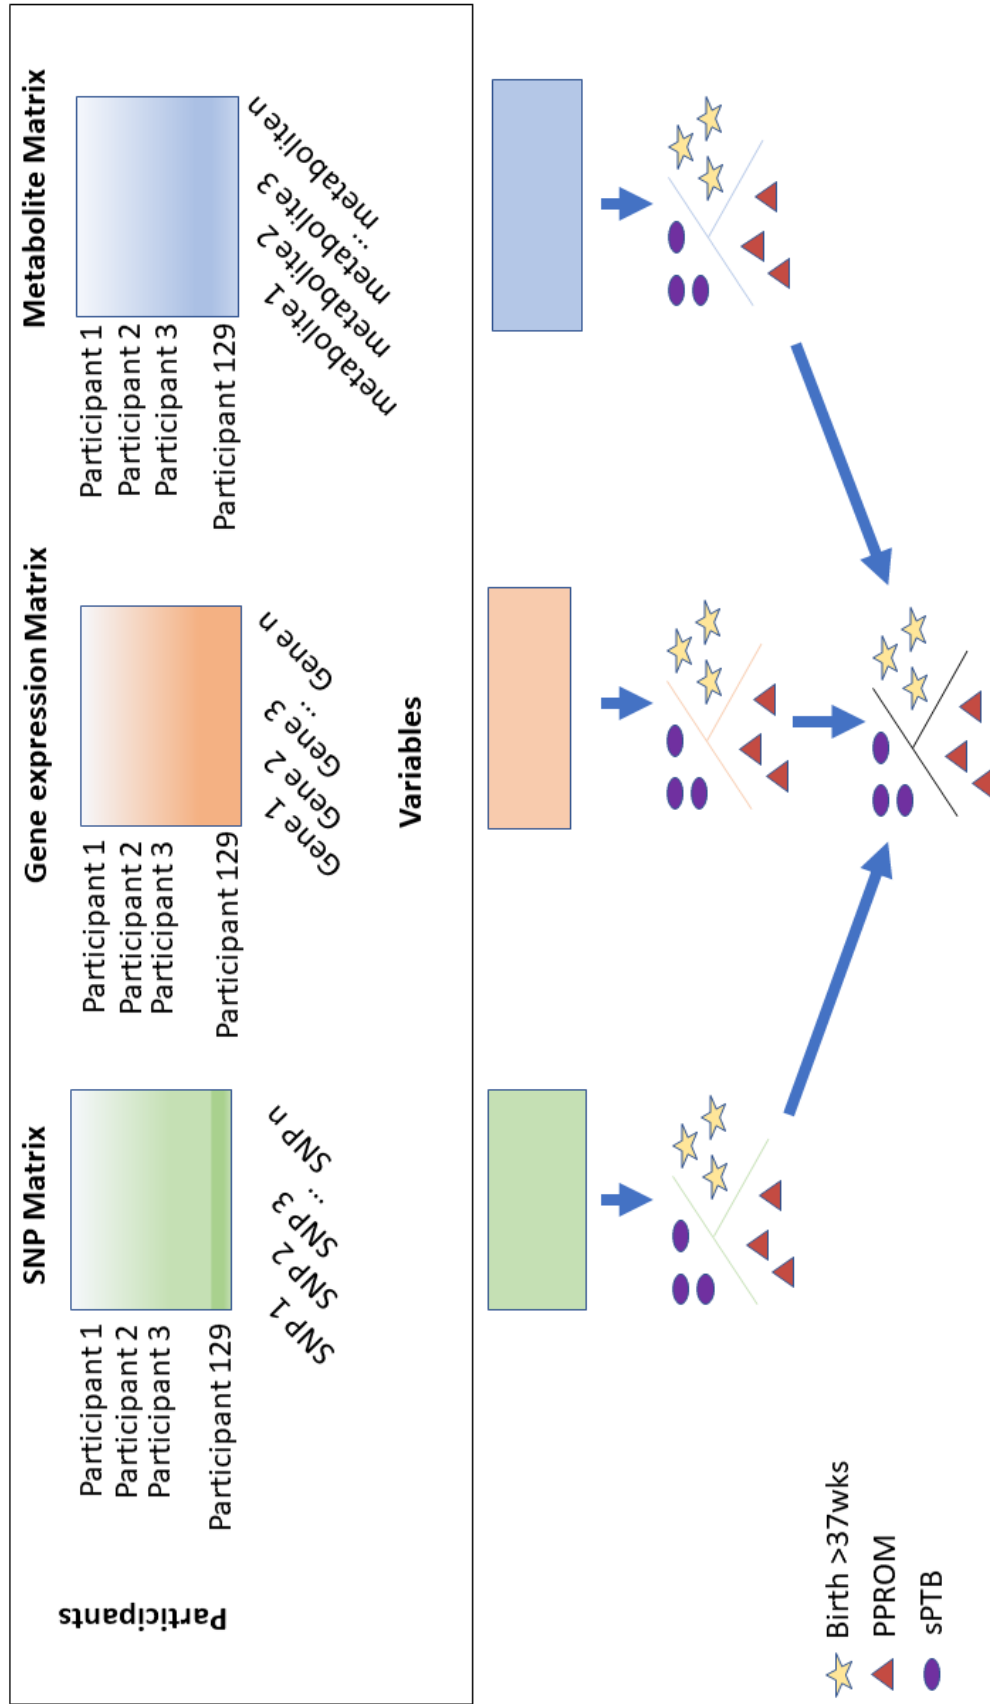 SNP Matrix
Gene expression Matrix
Metabolite Matrix
Participants
Participant 1
Participant 2
Participant 3
Participant 129
SNP 1
SNP 2
SNP 3
...
SNP n
Participant 1
Participant 2
Participant 3
Participant 129
Gene 1
Gene 2
Gene 3
...
Gene n
Participant 1
Participant 2
Participant 3
Participant 129
metabolite 1
metabolite 2
metabolite 3
...
metabolite n
Variables
Birth >37wks
PPROM
sPTB